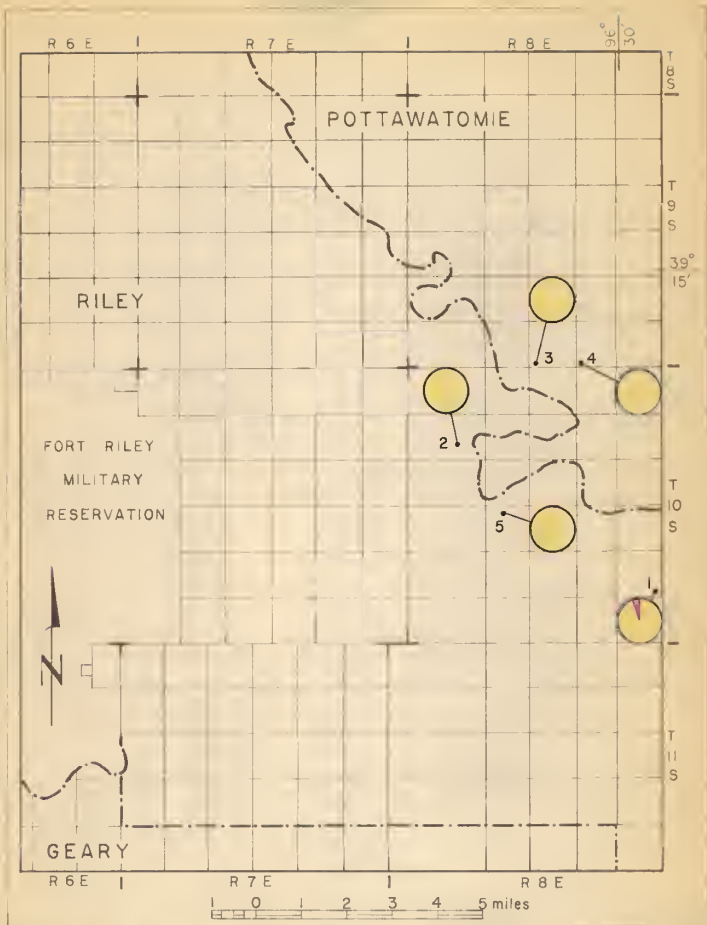 R 6 E I R 7 E I R 8 E 96° 30'
T 8 S
POTTAWATOMIE
T 9 S
39° 15'
RILEY
3 4
2
FORT RILEY
MILITARY
RESERVATION
T 10 S
5
1
N
T 11 S
GEARY
R 6 E I R 7 E I R 8 E
1 0 1 2 3 4 5 miles